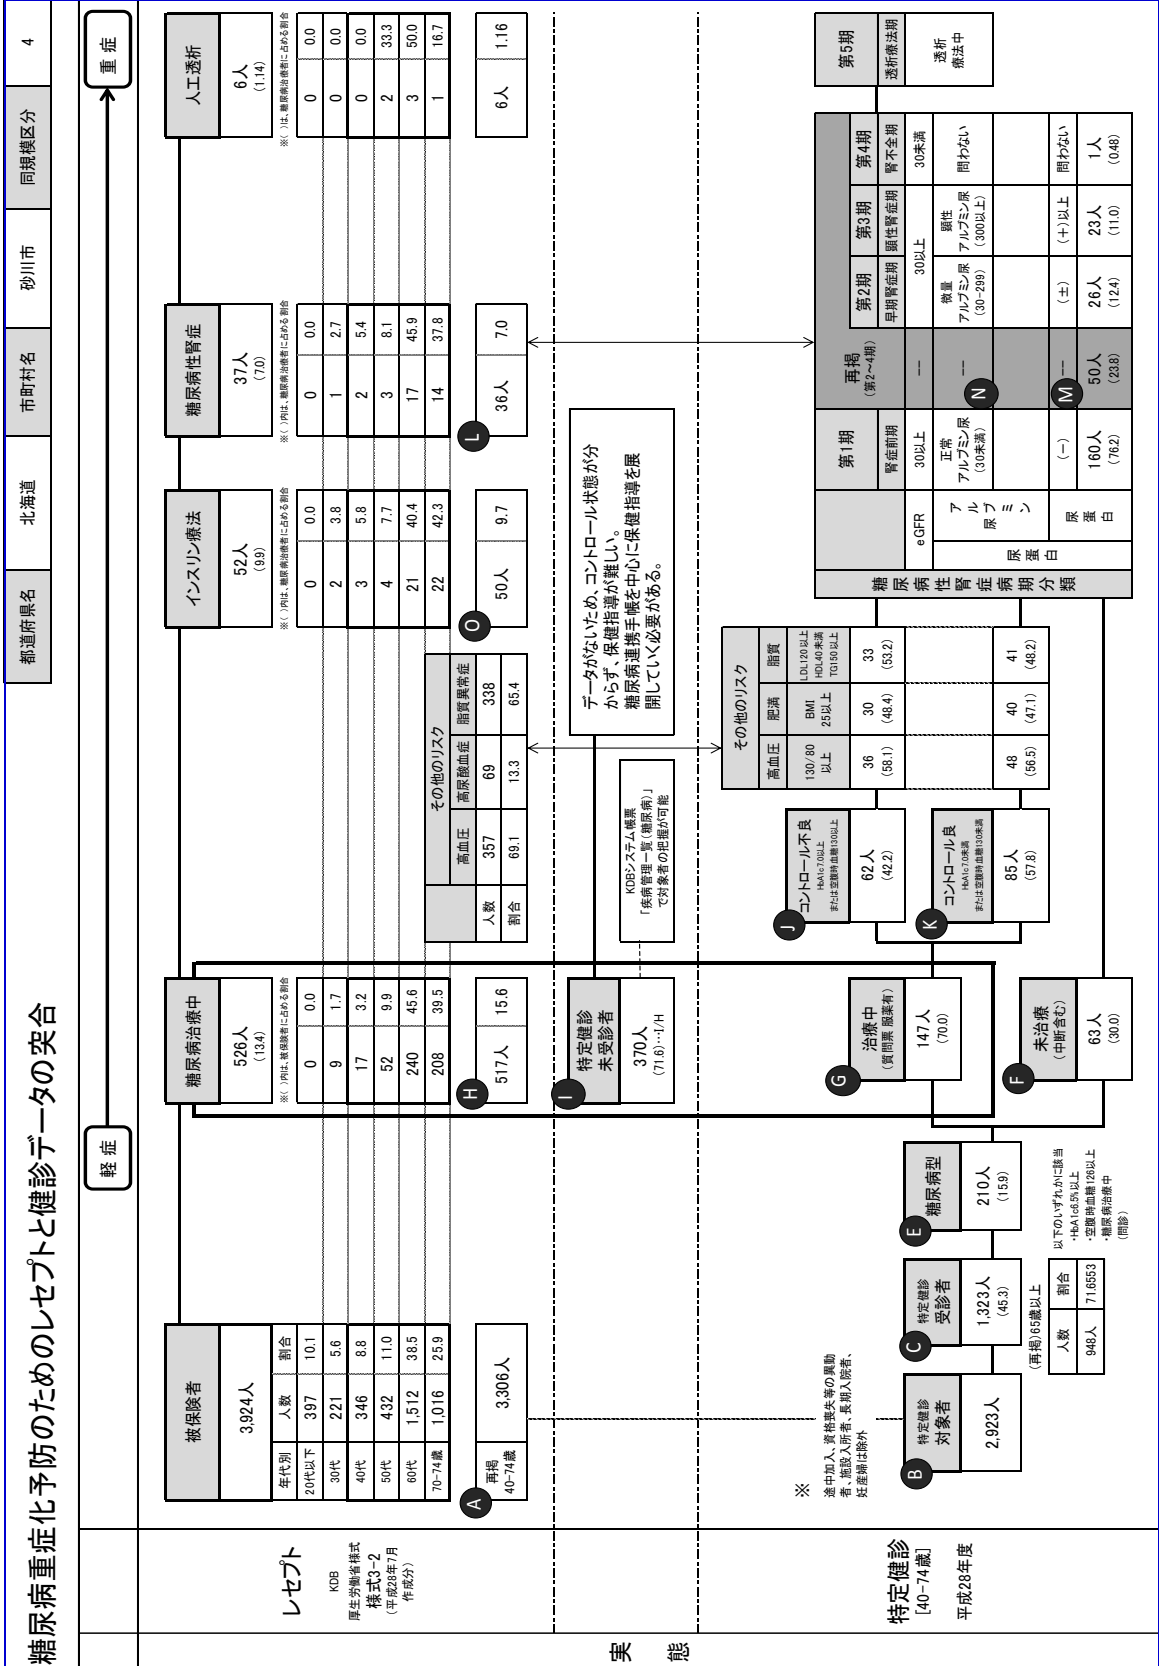 糖尿病重症化予防のためのレセプトと健診データの突合
都道府県名 北海道 市町村名 砂川市 同規模区分 4
軽症 重症
実態
レセプト
KDB
厚生労働省様式
様式3-2
(平成28年7月
作成分)
被保険者
3,924人
年代別 人数 割合
20代以下 397 10.1
30代 221 5.6
40代 346 8.8
50代 432 11.0
60代 1,512 38.5
70-74歳 1,016 25.9
A
再掲
40-74歳
3,306人
糖尿病治療中
526人
(13.4)
※( )内は、被保険者に占める割合
0 0.0
9 1.7
17 3.2
52 9.9
240 45.6
208 39.5
H
517人 15.6
その他のリスク
高血圧 高尿酸血症 脂質異常症
人数 357 69 338
割合 69.1 13.3 65.4
インスリン療法
52人
(9.9)
※( )内は、糖尿病治療者に占める割合
0 0.0
2 3.8
3 5.8
4 7.7
21 40.4
22 42.3
O
50人 9.7
糖尿病性腎症
37人
(7.0)
※( )内は、糖尿病治療者に占める割合
0 0.0
1 2.7
2 5.4
3 8.1
17 45.9
14 37.8
L
36人 7.0
人工透析
6人
(1.14)
※( )は、糖尿病治療者に占める割合
0 0.0
0 0.0
0 0.0
2 33.3
3 50.0
1 16.7
6人 1.16
I
特定健診
未受診者
370人
(71.6)…I/H
KDBシステム帳票
「疾病管理一覧(糖尿病)」
で対象者の把握が可能
データがないため、コントロール状態が分
からず、保健指導が難しい。
糖尿病連携手帳を中心に保健指導を展
開していく必要がある。
特定健診
[40-74歳]
平成28年度
※
途中加入、資格喪失等の異動
者、施設入所者、長期入院者、
妊産婦は除外
B
特定健診
対象者
2,923人
C
特定健診
受診者
1,323人
(45.3)
(再掲)65歳以上
人数 割合
948人 71.6553
E
糖尿病型
210人
(15.9)
以下のいずれかに該当
・HbA1c6.5%以上
・空腹時血糖126以上
・糖尿病治療中
(問診)
G
治療中
(質問票 服薬有)
147人
(70.0)
F
未治療
(中断含む)
63人
(30.0)
J
コントロール不良
HbA1c7.0以上
または空腹時血糖130以上
62人
(42.2)
K
コントロール良
HbA1c7.0未満
または空腹時血糖130未満
85人
(57.8)
その他のリスク
高血圧 肥満 脂質
130/80
以上
BMI
25以上
LDL120以上
HDL40未満
TG150以上
36 30 33
(58.1) (48.4) (53.2)
48 40 41
(56.5) (47.1) (48.2)
糖尿病性腎症病期分類
第1期 再掲
(第2~4期)
第2期 第3期 第4期 第5期
腎症前期 早期腎症期 顕性腎症期 腎不全期 透析療法期
eGFR 30以上 -- 30以上 30未満
尿蛋白
アルブミン尿
正常
アルブミン尿
(30未満)
--
N
微量
アルブミン尿
(30-299)
顕性
アルブミン尿
(300以上)
問わない
透析
療法中
尿蛋白 (-) -- (±) (+)以上 問わない
M
160人 50人 26人 23人 1人
(76.2) (23.8) (12.4) (11.0) (0.48)